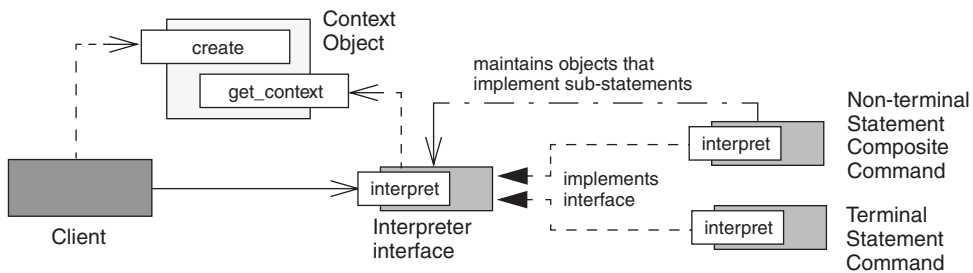 Context
Object
create
get_context
maintains objects that
implement sub-statements
Non-terminal
Statement
Composite
Command
interpret
interpret
implements
interface
Client
Interpreter
interface
interpret
Terminal
Statement
Command